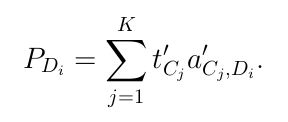 $P_{D_i} = \sum_{j=1}^{K} t'_{C_j} a'_{C_j, D_i}.$